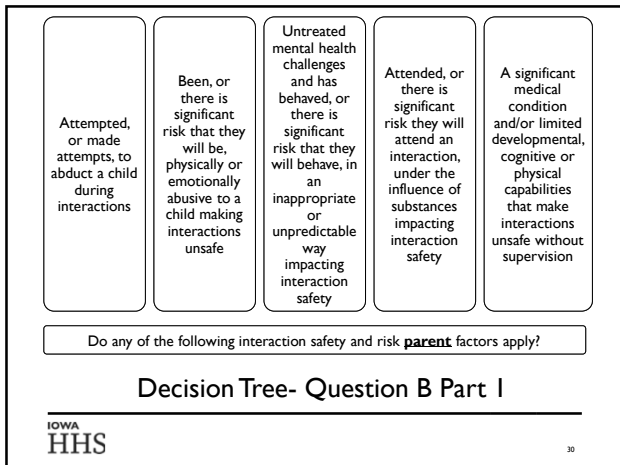 Attempted,
or made
attempts, to
abduct a child
during
interactions
Been, or
there is
significant
risk that they
will be,
physically or
emotionally
abusive to a
child making
interactions
unsafe
Untreated
mental health
challenges
and has
behaved, or
there is
significant
risk that they
will behave, in
an
inappropriate
or
unpredictable
way
impacting
interaction
safety
Attended, or
there is
significant
risk they will
attend an
interaction,
under the
influence of
substances
impacting
interaction
safety
A significant
medical
condition
and/or limited
developmental,
cognitive or
physical
capabilities
that make
interactions
unsafe without
supervision
Do any of the following interaction safety and risk parent factors apply?
Decision Tree- Question B Part 1
IOWA
HHS
30